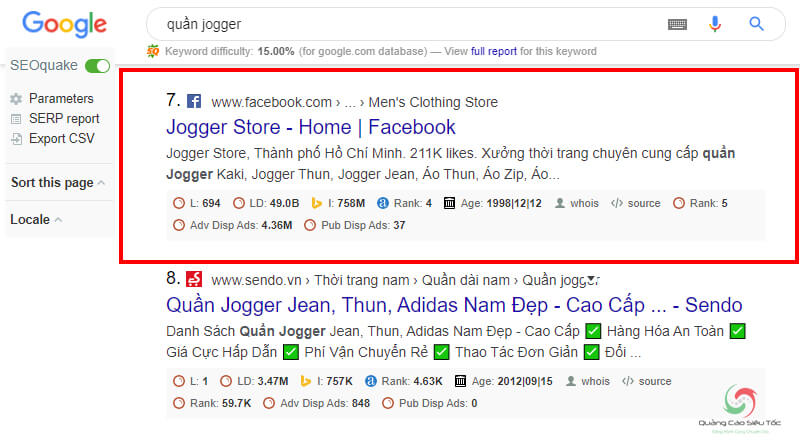 Google
quần jogger
Keyword difficulty: 15.00% (for google.com database) — View full report for this keyword
SEOquake
Parameters
SERP report
Export CSV
Sort this page
Locale
7. www.facebook.com › ... › Men's Clothing Store
Jogger Store - Home | Facebook
Jogger Store, Thành phố Hồ Chí Minh. 211K likes. Xưởng thời trang chuyên cung cấp quần
Jogger Kaki, Jogger Thun, Jogger Jean, Áo Thun, Áo Zip, Áo...
L: 694 LD: 49.0B I: 758M Rank: 4 Age: 1998|12|12 whois </> source Rank: 5
Adv Disp Ads: 4.36M Pub Disp Ads: 37
8. www.sendo.vn › Thời trang nam › Quần dài nam › Quần jogger
Quần Jogger Jean, Thun, Adidas Nam Đẹp - Cao Cấp ... - Sendo
Danh Sách Quần Jogger Jean, Thun, Adidas Nam Đẹp - Cao Cấp ✅ Hàng Hóa An Toàn ✅
Giá Cực Hấp Dẫn ✅ Phí Vận Chuyển Rẻ ✅ Thao Tác Đơn Giản ✅ Đổi ...
L: 1 LD: 3.47M I: 757K Rank: 4.63K Age: 2012|09|15 whois </> source
Rank: 59.7K Adv Disp Ads: 848 Pub Disp Ads: 0
Quảng Cáo Siêu Tốc